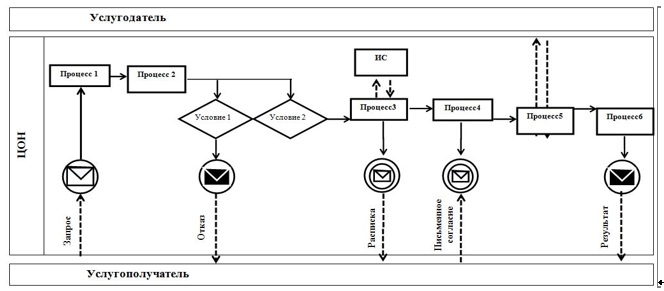 Услугодатель
ЦОН
ИС
Процесс 1
Процесс 2
Условие 1
Условие 2
Процесс3
Процесс4
Процесс5
Процесс6
Запрос
Отказ
Расписка
Письменное
согласие
Результат
Услугополучатель